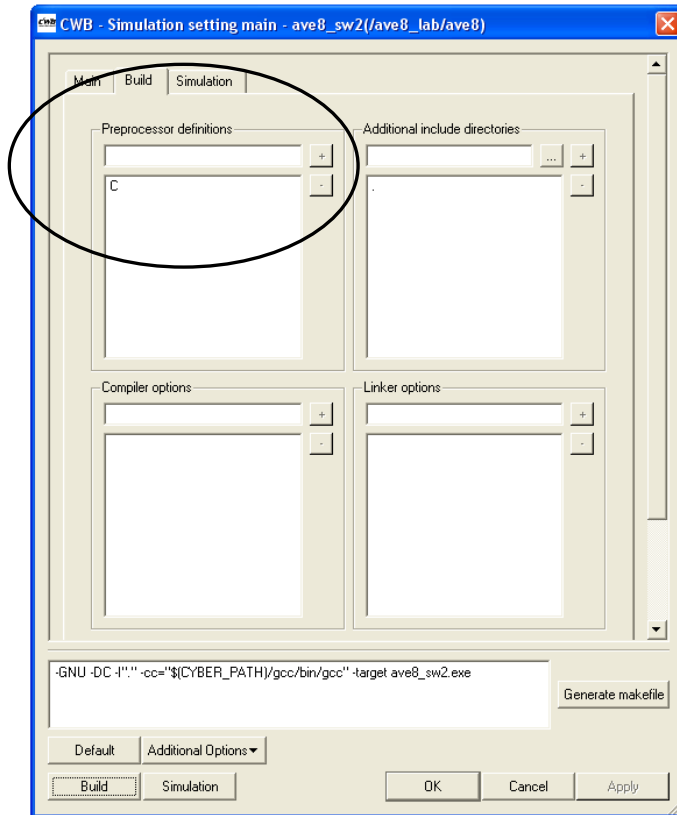 CWB - Simulation setting main - ave8_sw2(/ave8_lab/ave8)
Main Build Simulation
Preprocessor definitions
+
C
-
Additional include directories
... +
.
-
Compiler options
+
-
Linker options
+
-
-GNU -DC -I"." -cc="$(CYBER_PATH)/gcc/bin/gcc" -target ave8_sw2.exe
Generate makefile
Default Additional Options
Build Simulation OK Cancel Apply